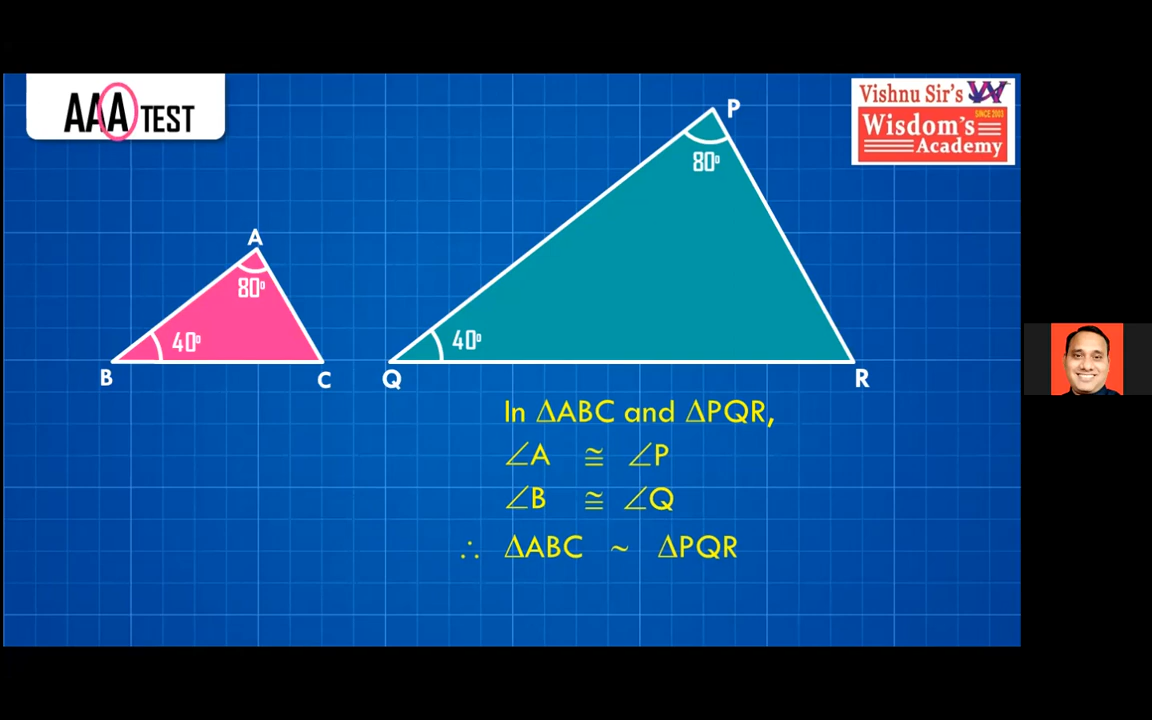 AAA TEST
Vishnu Sir's W
SINCE 2003
Wisdom's
Academy
P
80°
A
80°
40°
40°
B
C
Q
R
In ΔABC and ΔPQR,
∠A ≅ ∠P
∠B ≅ ∠Q
∴ ΔABC ~ ΔPQR